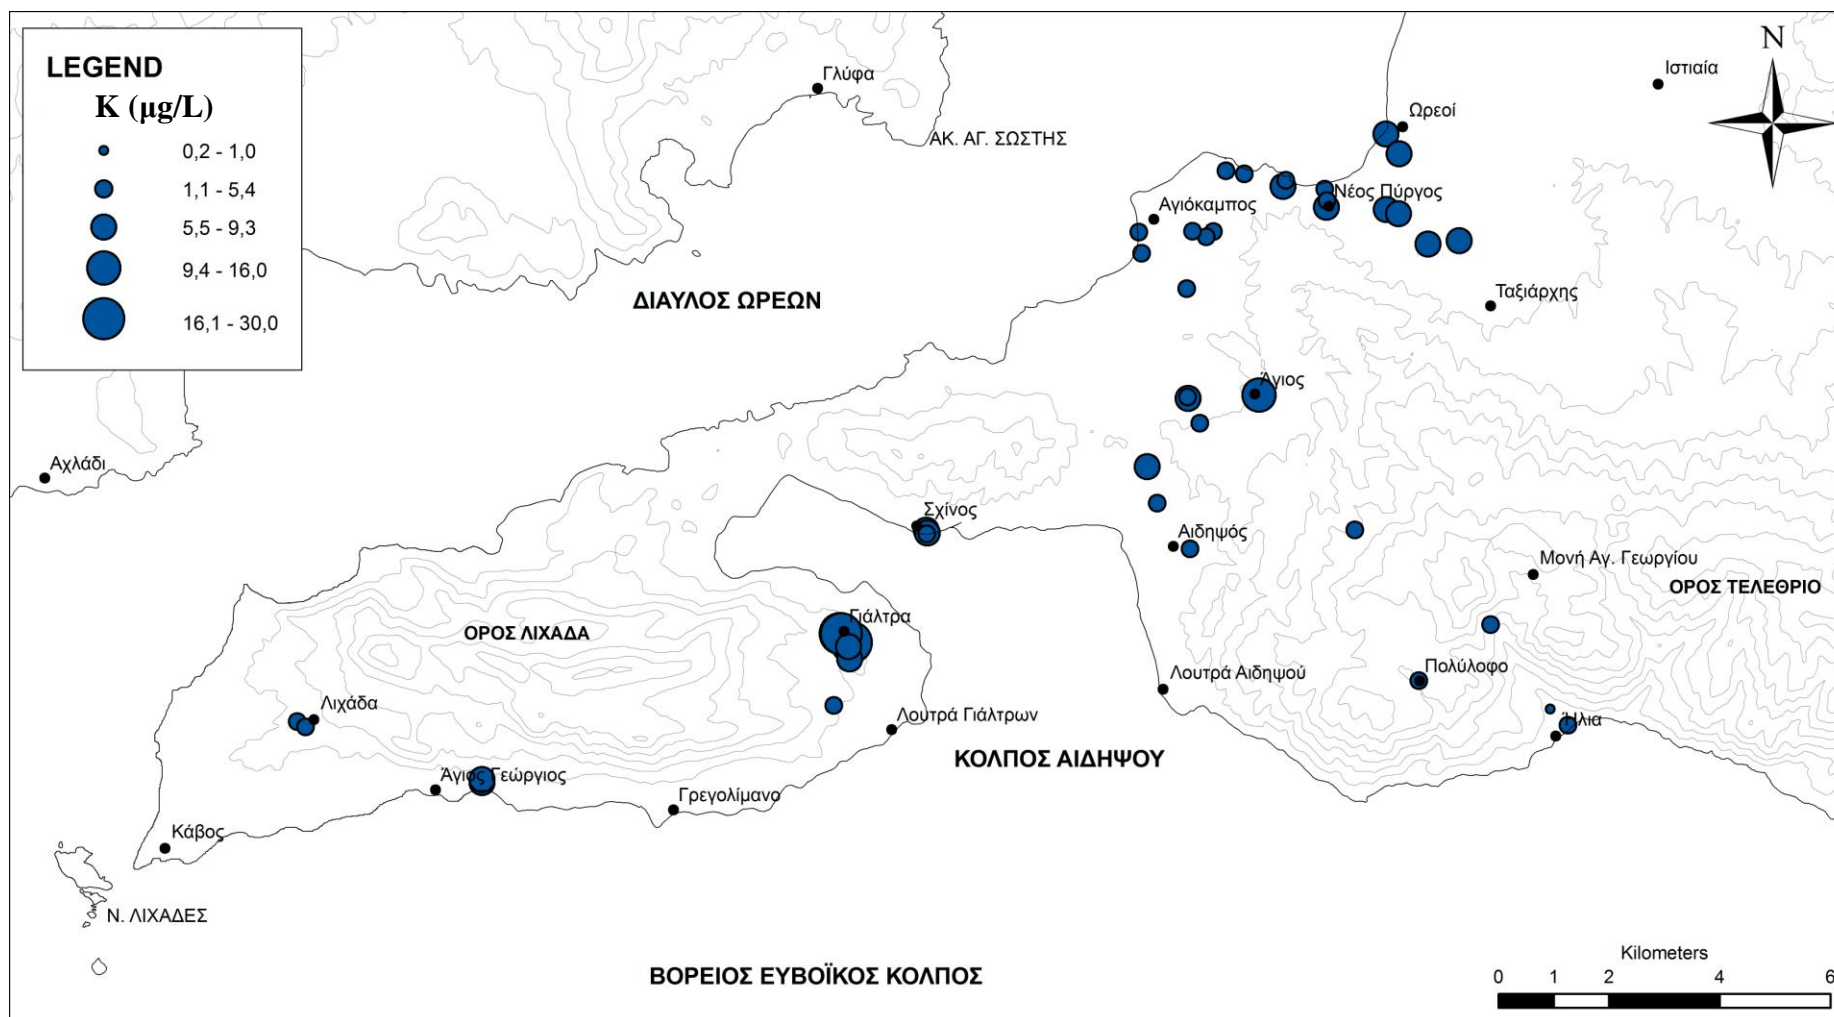 LEGEND
K (µg/L)
0,2 - 1,0
1,1 - 5,4
5,5 - 9,3
9,4 - 16,0
16,1 - 30,0
N
Γλύφα
Ιστιαία
Ωρεοί
ΑΚ. ΑΓ. ΣΩΣΤΗΣ
Νέος Πύργος
Αγιόκαμπος
ΔΙΑΥΛΟΣ ΩΡΕΩΝ
Ταξιάρχης
Άγιος
Αχλάδι
Σχίνος
Αιδηψός
Μονή Αγ. Γεωργίου
ΟΡΟΣ ΤΕΛΕΘΡΙΟ
Γιάλτρα
ΟΡΟΣ ΛΙΧΑΔΑ
Πολύλοφο
Λουτρά Αιδηψού
Λιχάδα
Λουτρά Γιάλτρων
Ήλια
ΚΟΛΠΟΣ ΑΙΔΗΨΟΥ
Άγιος Γεώργιος
Γρεγολίμανο
Κάβος
Ν. ΛΙΧΑΔΕΣ
ΒΟΡΕΙΟΣ ΕΥΒΟΪΚΟΣ ΚΟΛΠΟΣ
Kilometers
0 1 2 4 6